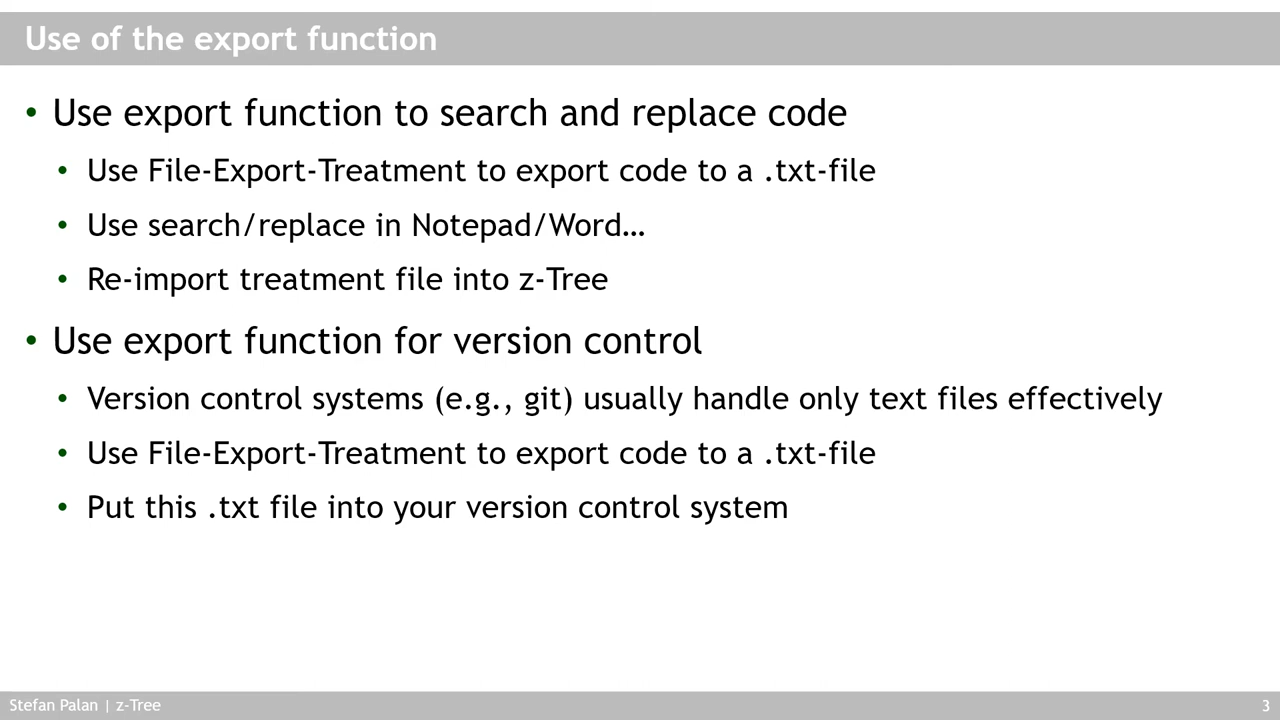 Use of the export function
• Use export function to search and replace code
• Use File-Export-Treatment to export code to a .txt-file
• Use search/replace in Notepad/Word…
• Re-import treatment file into z-Tree
• Use export function for version control
• Version control systems (e.g., git) usually handle only text files effectively
• Use File-Export-Treatment to export code to a .txt-file
• Put this .txt file into your version control system
Stefan Palan | z-Tree
3